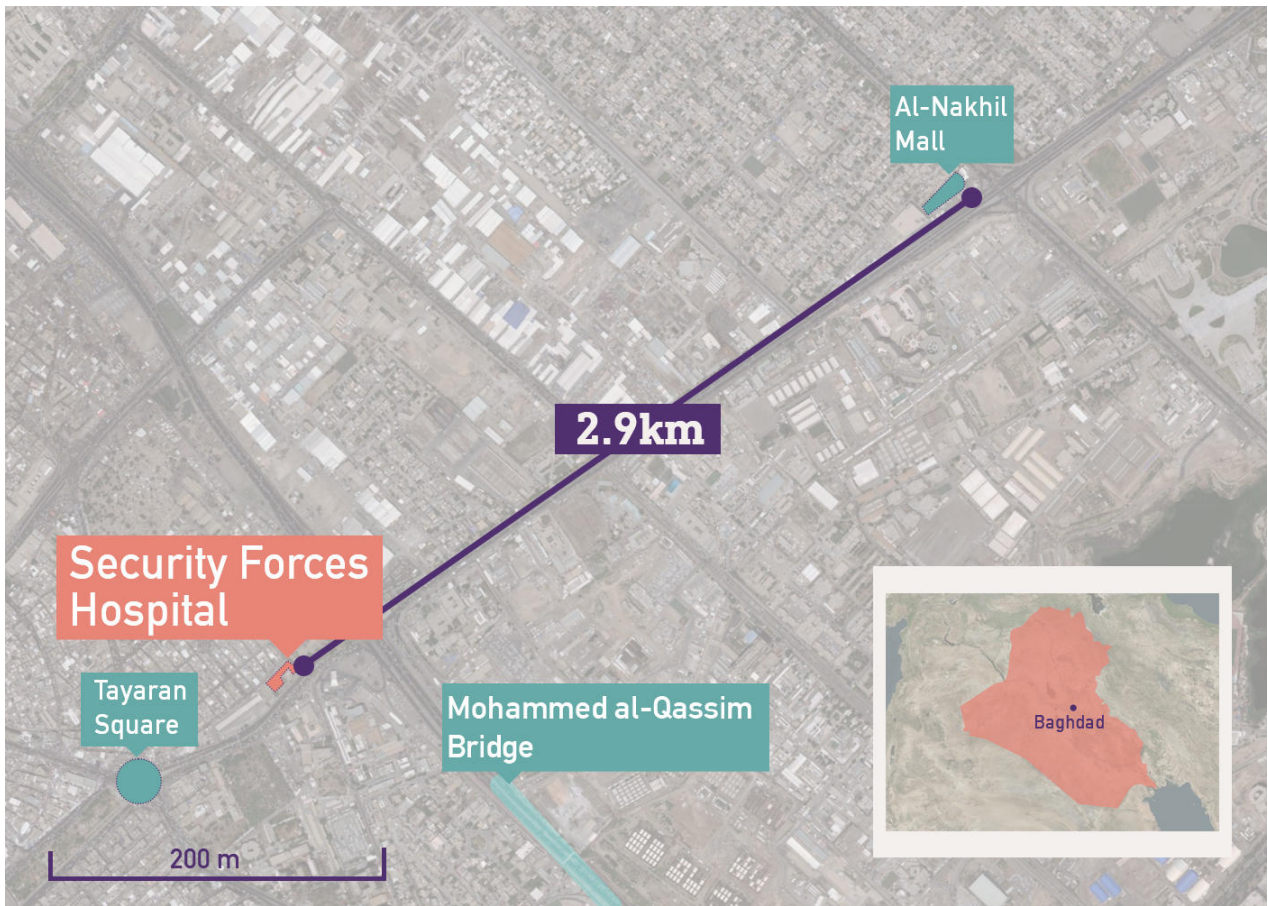 Al-Nakhil
Mall
2.9km
Security Forces
Hospital
Tayaran
Square
Mohammed al-Qassim
Bridge
Baghdad
200 m